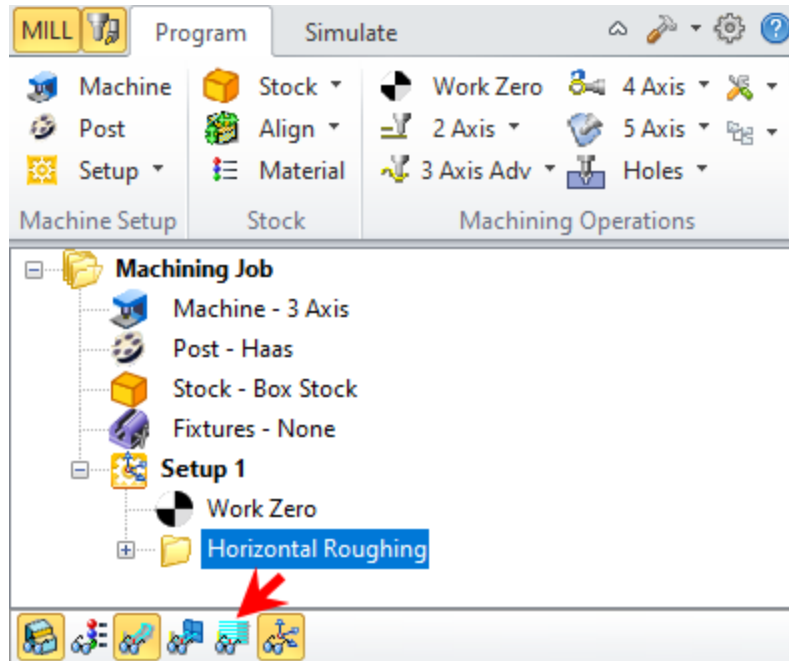 MILL Program Simulate
Machine Stock Work Zero 4 Axis
Post Align 2 Axis 5 Axis
Setup Material 3 Axis Adv Holes
Machine Setup Stock Machining Operations
Machining Job
Machine - 3 Axis
Post - Haas
Stock - Box Stock
Fixtures - None
Setup 1
Work Zero
Horizontal Roughing